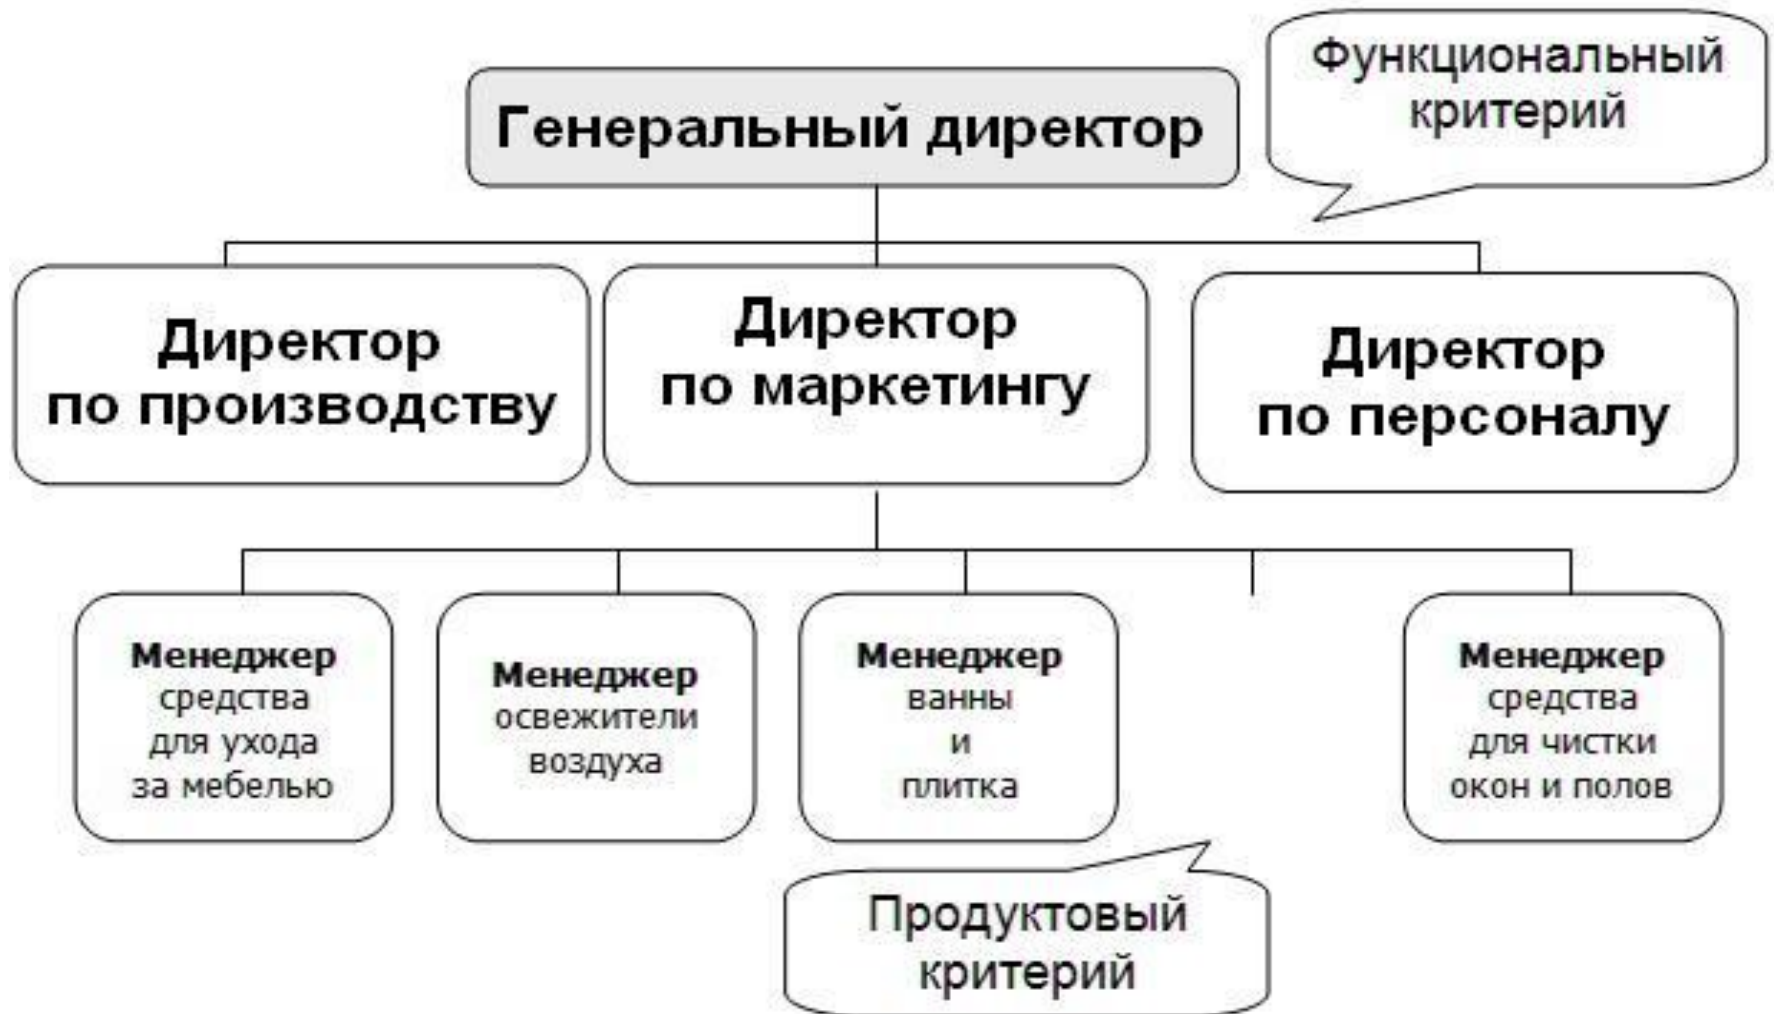 Функциональный
критерий
Генеральный директор
Директор
по производству
Директор
по маркетингу
Директор
по персоналу
Менеджер
средства
для ухода
за мебелью
Менеджер
освежители
воздуха
Менеджер
ванны
и
плитка
Менеджер
средства
для чистки
окон и полов
Продуктовый
критерий